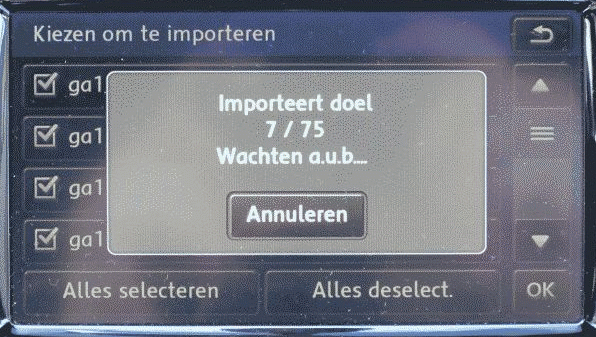 Kiezen om te importeren
ga1
Importeert doel
7 / 75
Wachten a.u.b....
ga1
ga1
ga1
Annuleren
Alles selecteren
Alles deselect.
OK